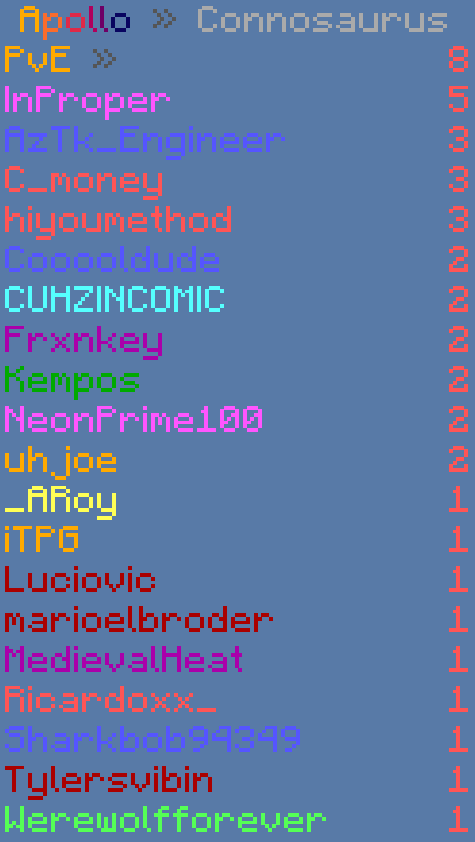 Apollo » Connosaurus
PvE » 8
InProper 5
AzTk_Engineer 3
C_money 3
hiyoumethod 3
Cooooldude 2
CUHZINCOMIC 2
Frxnkey 2
Kempos 2
NeonPrime100 2
uhjoe 2
_ARoy 1
iTPG 1
Luciovic 1
marioelbroder 1
MedievalHeat 1
Ricardoxx_ 1
Sharkbob94349 1
Tylersvibin 1
Werewolfforever 1